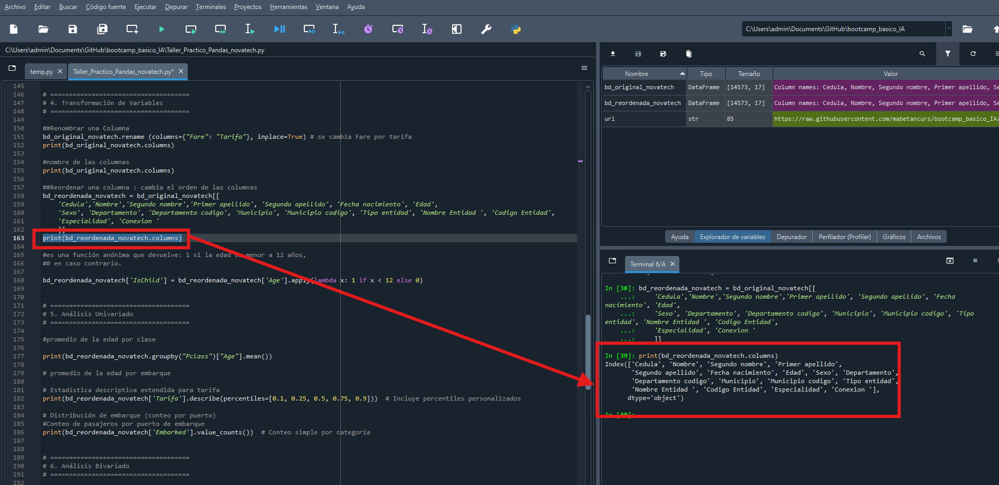 Archivo Editar Buscar Código fuente Ejecutar Depurar Terminales Proyectos Herramientas Ventana Ayuda
C:\Users\admin\Documents\GitHub\bootcamp_basico_IA
C:\Users\admin\Documents\GitHub\bootcamp_basico_IA\Taller_Practico_Pandas_novatech.py
temp.py
Taller_Practico_Pandas_novatech.py*
145
146 # =====================================
147 # 4. Transformación de Variables
148 # =====================================
149
150 ##Renombrar una Columna
151 bd_original_novatech.rename (columns={"Fare": "Tarifa"}, inplace=True) # se cambia Fare por tarifa
152 print(bd_original_novatech.columns)
153
154 #nombre de las columnas
155 print(bd_original_novatech.columns)
156
157 ##Reordenar una columna : cambia el orden de las columnas
158 bd_reordenada_novatech = bd_original_novatech[[
159 'Cedula','Nombre','Segundo nombre','Primer apellido', 'Segundo apellido', 'Fecha nacimiento', 'Edad',
160 'Sexo', 'Departamento', 'Departamento codigo', 'Municipio', 'Municipio codigo', 'Tipo entidad', 'Nombre Entidad ', 'Codigo Entidad',
161 'Especialidad', 'Conexion '
162 ]]
163 print(bd_reordenada_novatech.columns)
164
165 #es una función anónima que devuelve: 1 si la edad es menor a 12 años,
166 #0 en caso contrario.
167
168 bd_reordenada_novatech['IsChild'] = bd_reordenada_novatech['Age'].apply(lambda x: 1 if x < 12 else 0)
169
170
171 # =====================================
172 # 5. Análisis Univariado
173 # =====================================
174
175 #promedio de la edad por clase
176
177 print(bd_reordenada_novatech.groupby("Pclass")["Age"].mean())
178
179 # promedio de la edad por embarque
180
181 # Estadística descriptiva extendida para tarifa
182 print(bd_reordenada_novatech['Tarifa'].describe(percentiles=[0.1, 0.25, 0.5, 0.75, 0.9])) # Incluye percentiles personalizados
183
184 # Distribución de embarque (conteo por puerto)
185 #Conteo de pasajeros por puerto de embarque
186 print(bd_reordenada_novatech['Embarked'].value_counts()) # Conteo simple por categoría
187
188
189 # =====================================
190 # 6. Análisis Bivariado
191 # =====================================
192
Nombre Tipo Tamaño Valor
bd_original_novatech DataFrame [14573, 17] Column names: Cedula, Nombre, Segundo nombre, Primer apellido, Se
bd_reordenada_novatech DataFrame [14573, 17] Column names: Cedula, Nombre, Segundo nombre, Primer apellido, Se
url str 85 https://raw.githubusercontent.com/mabetancurs/bootcamp_basico_IA/
Ayuda Explorador de variables Depurador Perfilador (Profiler) Gráficos Archivos
Terminal 6/A
In [38]: bd_reordenada_novatech = bd_original_novatech[[
...: 'Cedula','Nombre','Segundo nombre','Primer apellido', 'Segundo apellido', 'Fecha
nacimiento', 'Edad',
...: 'Sexo', 'Departamento', 'Departamento codigo', 'Municipio', 'Municipio codigo', 'Tipo
entidad', 'Nombre Entidad ', 'Codigo Entidad',
...: 'Especialidad', 'Conexion '
...: ]]
In [39]: print(bd_reordenada_novatech.columns)
Index(['Cedula', 'Nombre', 'Segundo nombre', 'Primer apellido',
'Segundo apellido', 'Fecha nacimiento', 'Edad', 'Sexo', 'Departamento',
'Departamento codigo', 'Municipio', 'Municipio codigo', 'Tipo entidad',
'Nombre Entidad ', 'Codigo Entidad', 'Especialidad', 'Conexion '],
dtype='object')
In [40]: